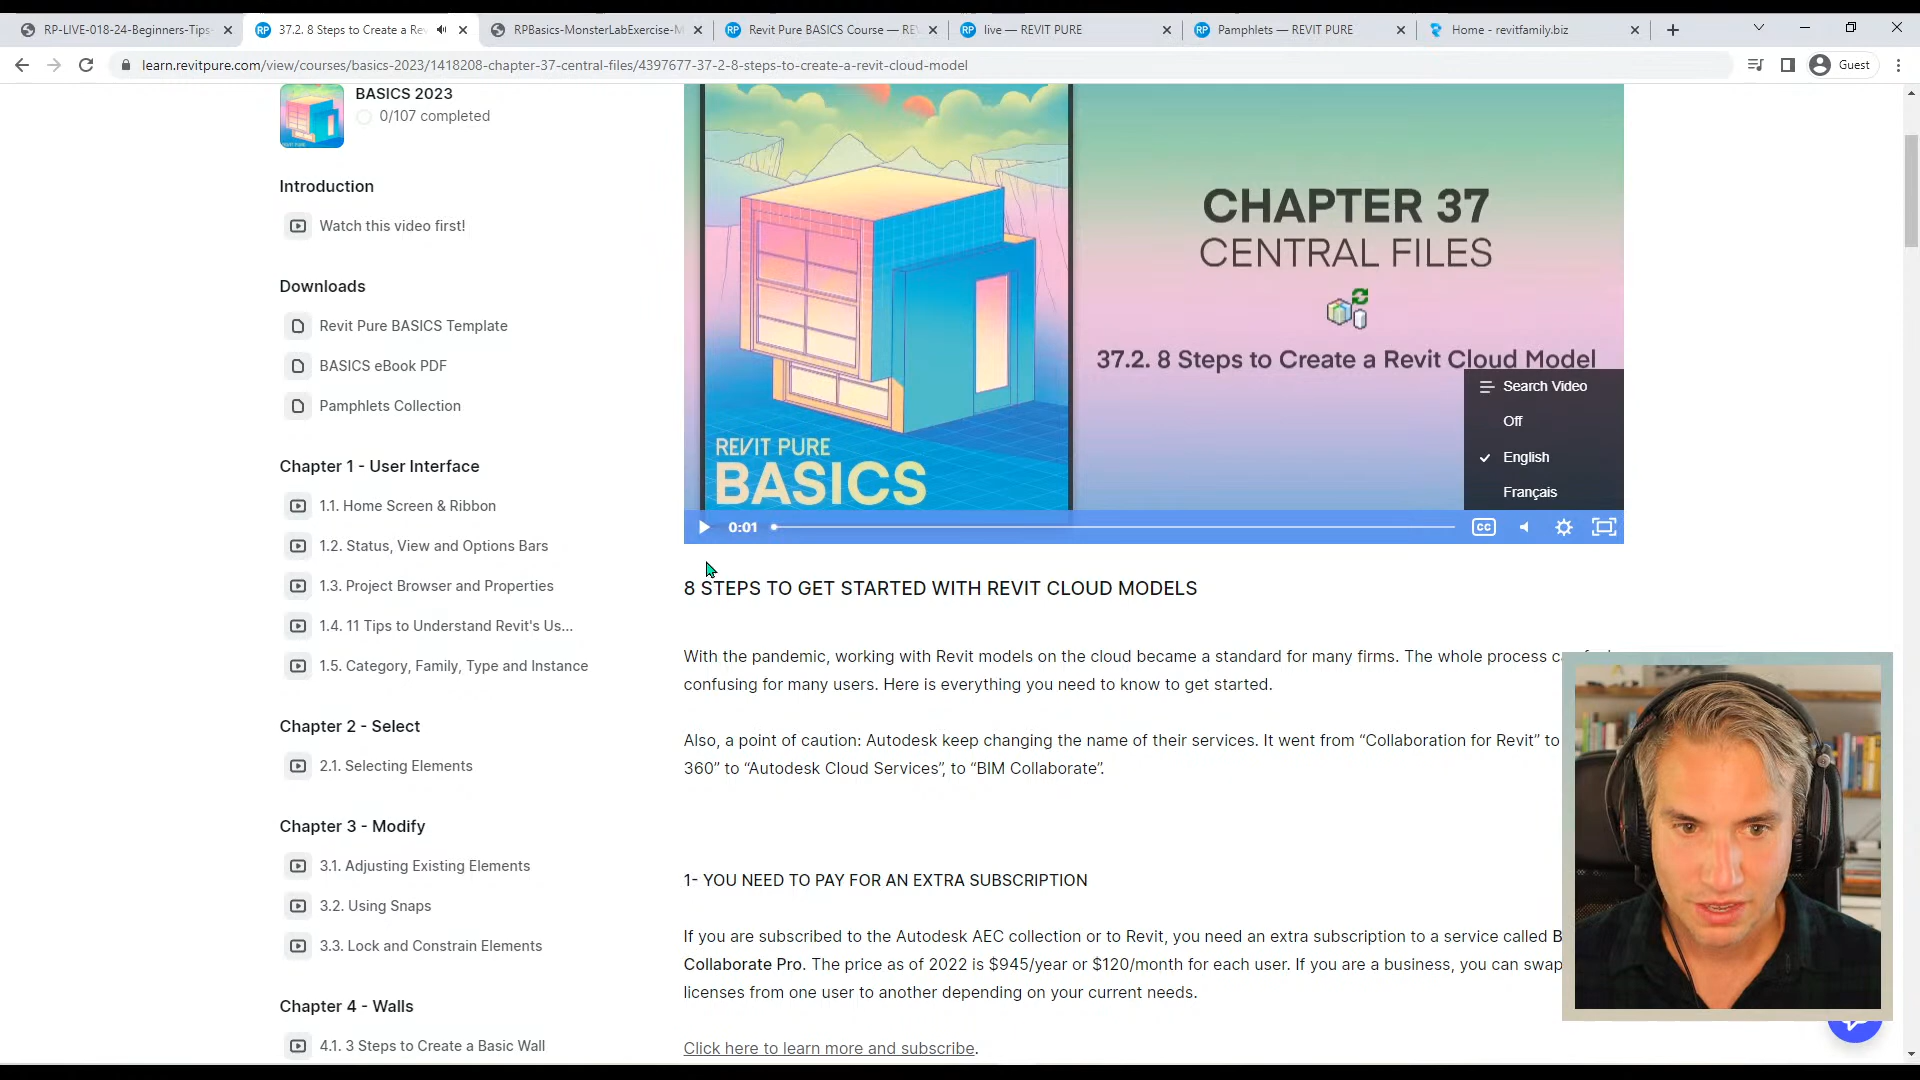 RP-LIVE-018-24-Beginners-Tips-
37.2. 8 Steps to Create a Rev
RPBasics-MonsterLabExercise-M
Revit Pure BASICS Course — REV
live — REVIT PURE
Pamphlets — REVIT PURE
Home - revitfamily.biz
learn.revitpure.com/view/courses/basics-2023/1418208-chapter-37-central-files/4397677-37-2-8-steps-to-create-a-revit-cloud-model
Guest
BASICS 2023
0/107 completed
Introduction
Watch this video first!
Downloads
Revit Pure BASICS Template
BASICS eBook PDF
Pamphlets Collection
Chapter 1 - User Interface
1.1. Home Screen & Ribbon
1.2. Status, View and Options Bars
1.3. Project Browser and Properties
1.4. 11 Tips to Understand Revit's Us...
1.5. Category, Family, Type and Instance
Chapter 2 - Select
2.1. Selecting Elements
Chapter 3 - Modify
3.1. Adjusting Existing Elements
3.2. Using Snaps
3.3. Lock and Constrain Elements
Chapter 4 - Walls
4.1. 3 Steps to Create a Basic Wall
REVIT PURE
BASICS
CHAPTER 37
CENTRAL FILES
37.2. 8 Steps to Create a Revit Cloud Model
Search Video
Off
English
Français
0:01
CC
8 STEPS TO GET STARTED WITH REVIT CLOUD MODELS
With the pandemic, working with Revit models on the cloud became a standard for many firms. The whole process
confusing for many users. Here is everything you need to know to get started.
Also, a point of caution: Autodesk keep changing the name of their services. It went from “Collaboration for Revit” to
360” to “Autodesk Cloud Services”, to “BIM Collaborate”.
1- YOU NEED TO PAY FOR AN EXTRA SUBSCRIPTION
If you are subscribed to the Autodesk AEC collection or to Revit, you need an extra subscription to a service called
Collaborate Pro. The price as of 2022 is $945/year or $120/month for each user. If you are a business, you can swap
licenses from one user to another depending on your current needs.
Click here to learn more and subscribe.